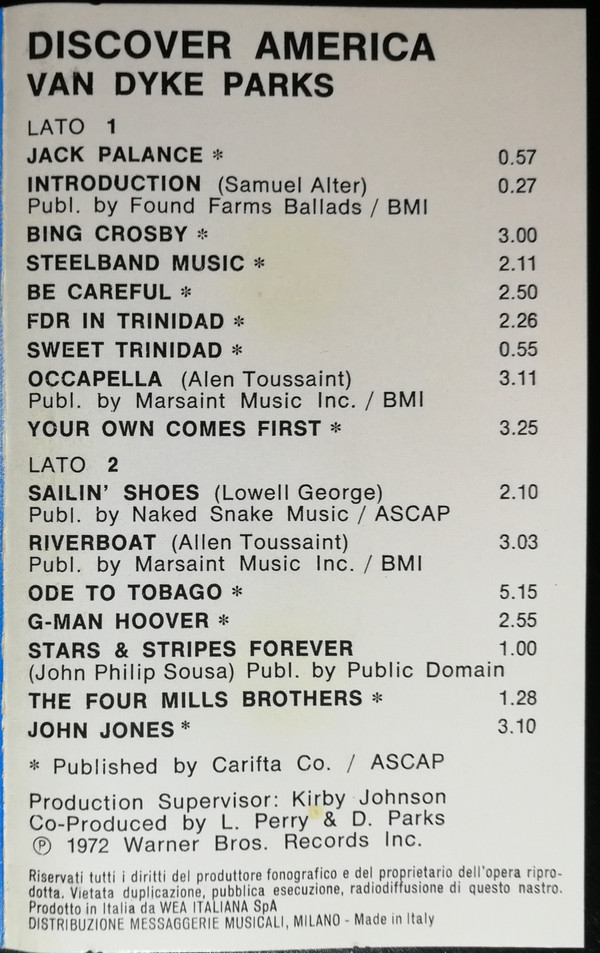 DISCOVER AMERICA
VAN DYKE PARKS
LATO 1
JACK PALANCE * 0.57
INTRODUCTION (Samuel Alter) 0.27
Publ. by Found Farms Ballads / BMI
BING CROSBY * 3.00
STEELBAND MUSIC * 2.11
BE CAREFUL * 2.50
FDR IN TRINIDAD * 2.26
SWEET TRINIDAD * 0.55
OCCAPELLA (Alen Toussaint) 3.11
Publ. by Marsaint Music Inc. / BMI
YOUR OWN COMES FIRST * 3.25
LATO 2
SAILIN' SHOES (Lowell George) 2.10
Publ. by Naked Snake Music / ASCAP
RIVERBOAT (Allen Toussaint) 3.03
Publ. by Marsaint Music Inc. / BMI
ODE TO TOBAGO * 5.15
G-MAN HOOVER * 2.55
STARS & STRIPES FOREVER 1.00
(John Philip Sousa) Publ. by Public Domain
THE FOUR MILLS BROTHERS * 1.28
JOHN JONES * 3.10
* Published by Carifta Co. / ASCAP
Production Supervisor: Kirby Johnson
Co-Produced by L. Perry & D. Parks
℗ 1972 Warner Bros. Records Inc.
Riservati tutti i diritti del produttore fonografico e del proprietario dell'opera ripro-
dotta. Vietata duplicazione, pubblica esecuzione, radiodiffusione di questo nastro.
Prodotto in Italia da WEA ITALIANA SpA
DISTRIBUZIONE MESSAGGERIE MUSICALI, MILANO - Made in Italy